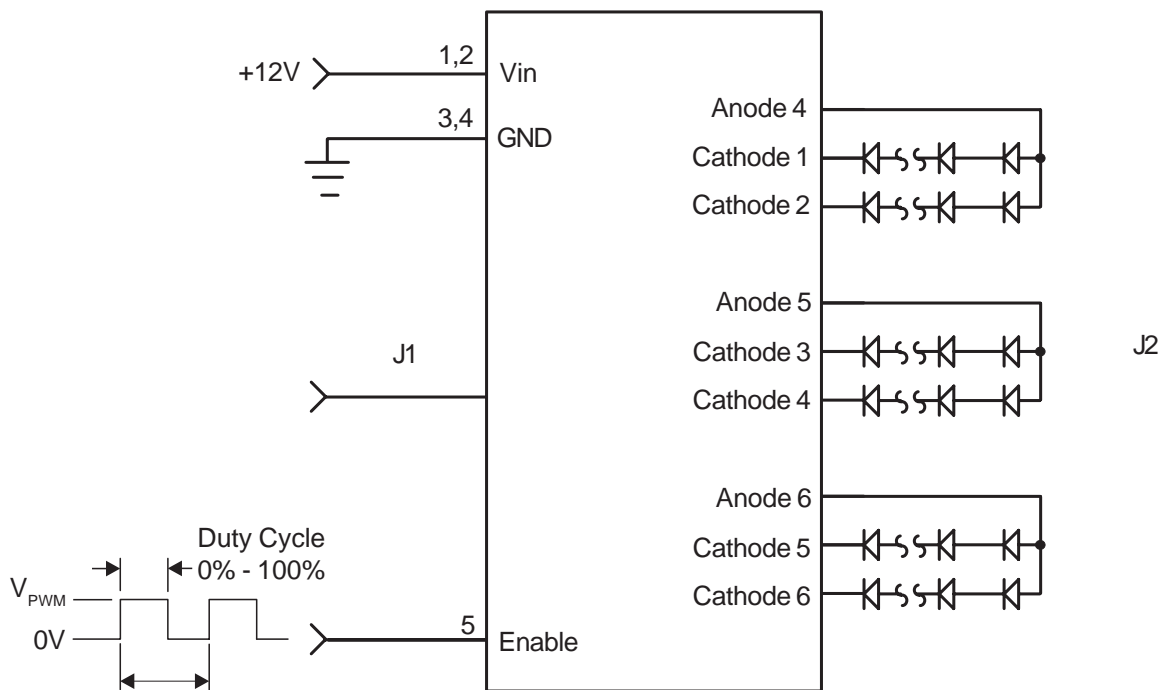 +12V
1,2
Vin
3,4
GND
J1
Duty Cycle
0% - 100%
VPWM
0V
5
Enable
Anode 4
Cathode 1
Cathode 2
Anode 5
Cathode 3
Cathode 4
Anode 6
Cathode 5
Cathode 6
J2